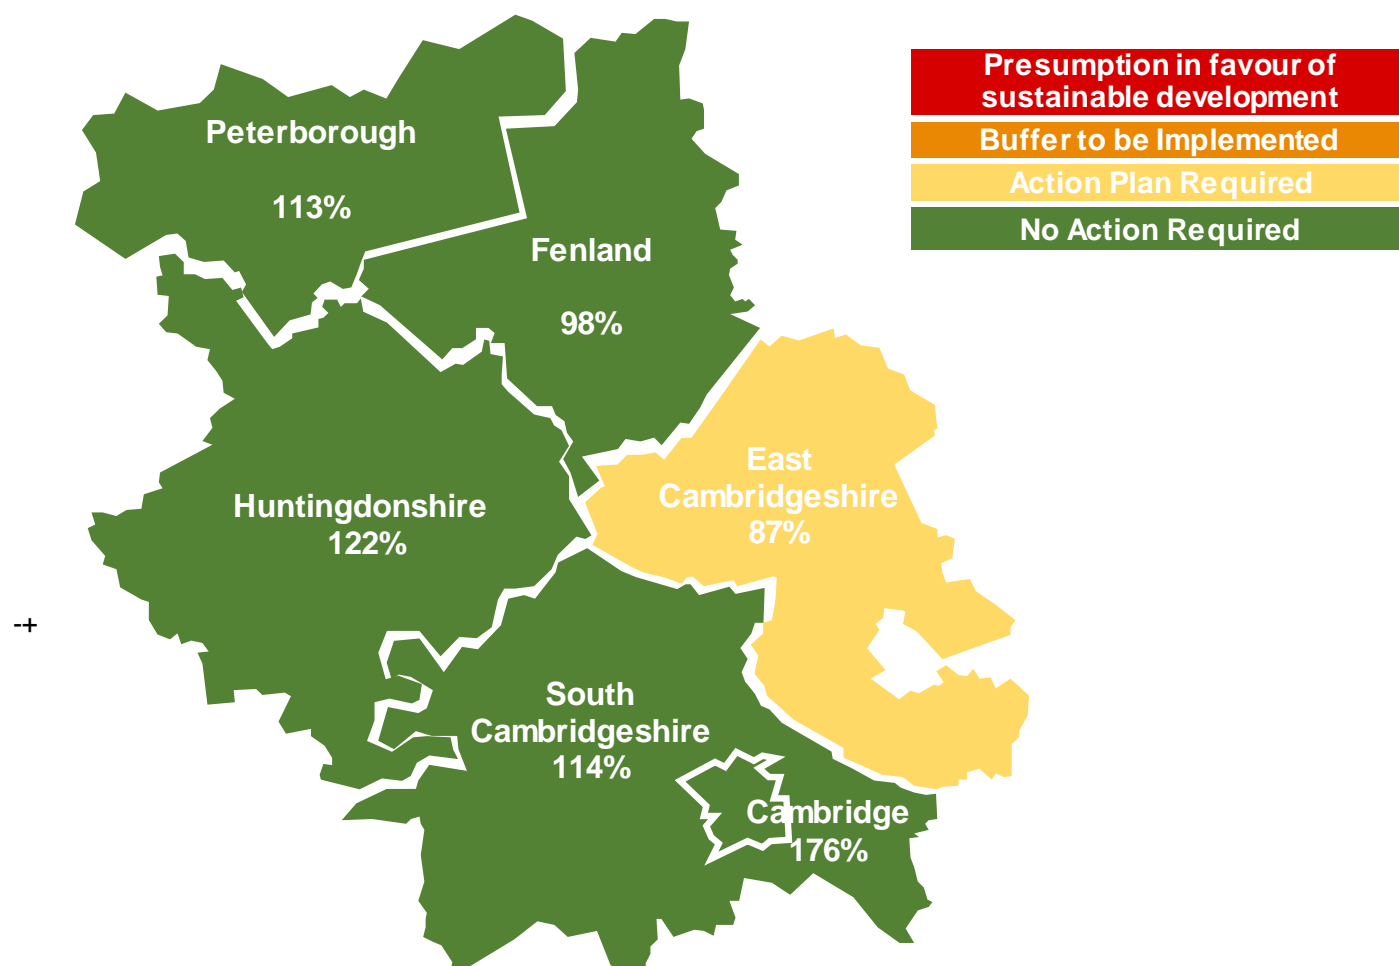 Presumption in favour of
sustainable development
Buffer to be Implemented
Action Plan Required
No Action Required
Peterborough
113%
Fenland
98%
East
Cambridgeshire
87%
Huntingdonshire
122%
-+
South
Cambridgeshire
114%
Cambridge
176%